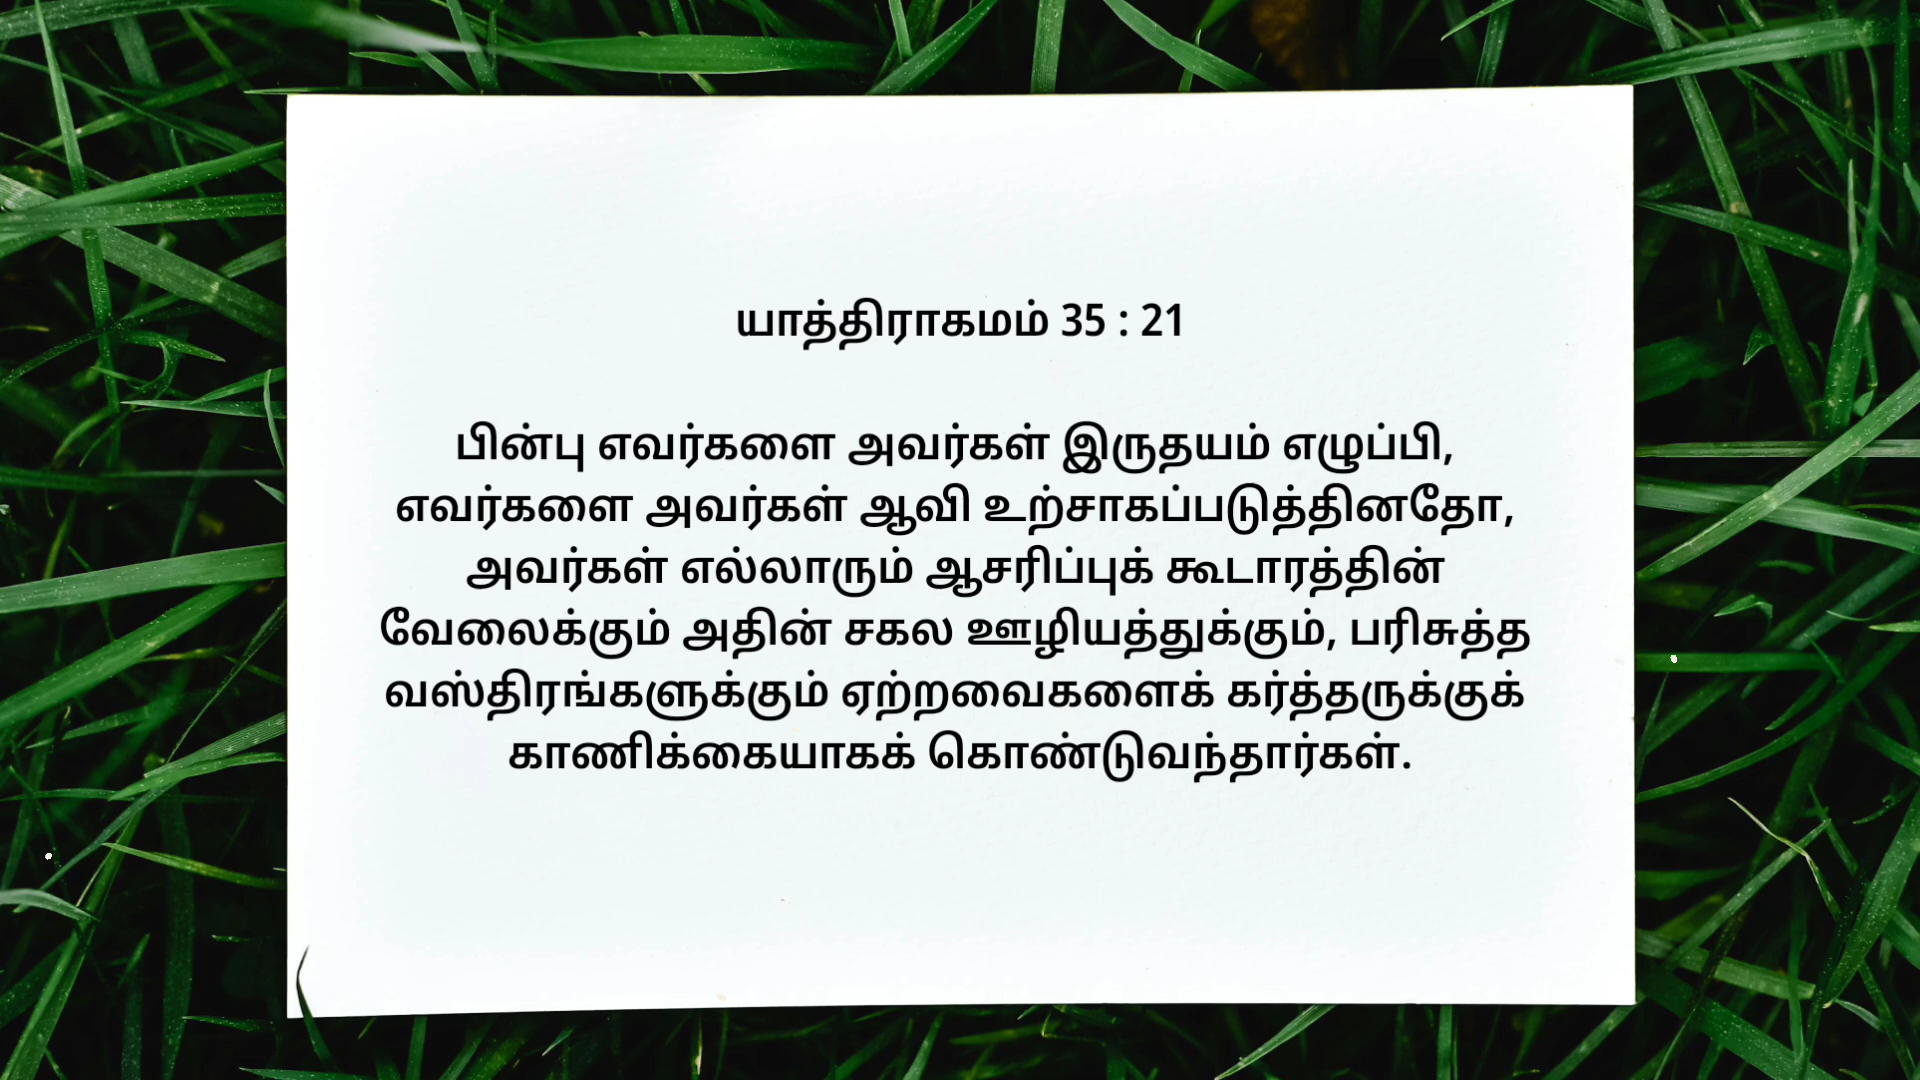 யாத்திராகமம் 35 : 21
பின்பு எவர்களை அவர்கள் இருதயம் எழுப்பி,
எவர்களை அவர்கள் ஆவி உற்சாகப்படுத்தினதோ,
அவர்கள் எல்லாரும் ஆசரிப்புக் கூடாரத்தின்
வேலைக்கும் அதின் சகல ஊழியத்துக்கும், பரிசுத்த
வஸ்திரங்களுக்கும் ஏற்றவைகளைக் கர்த்தருக்குக்
காணிக்கையாகக் கொண்டுவந்தார்கள்.